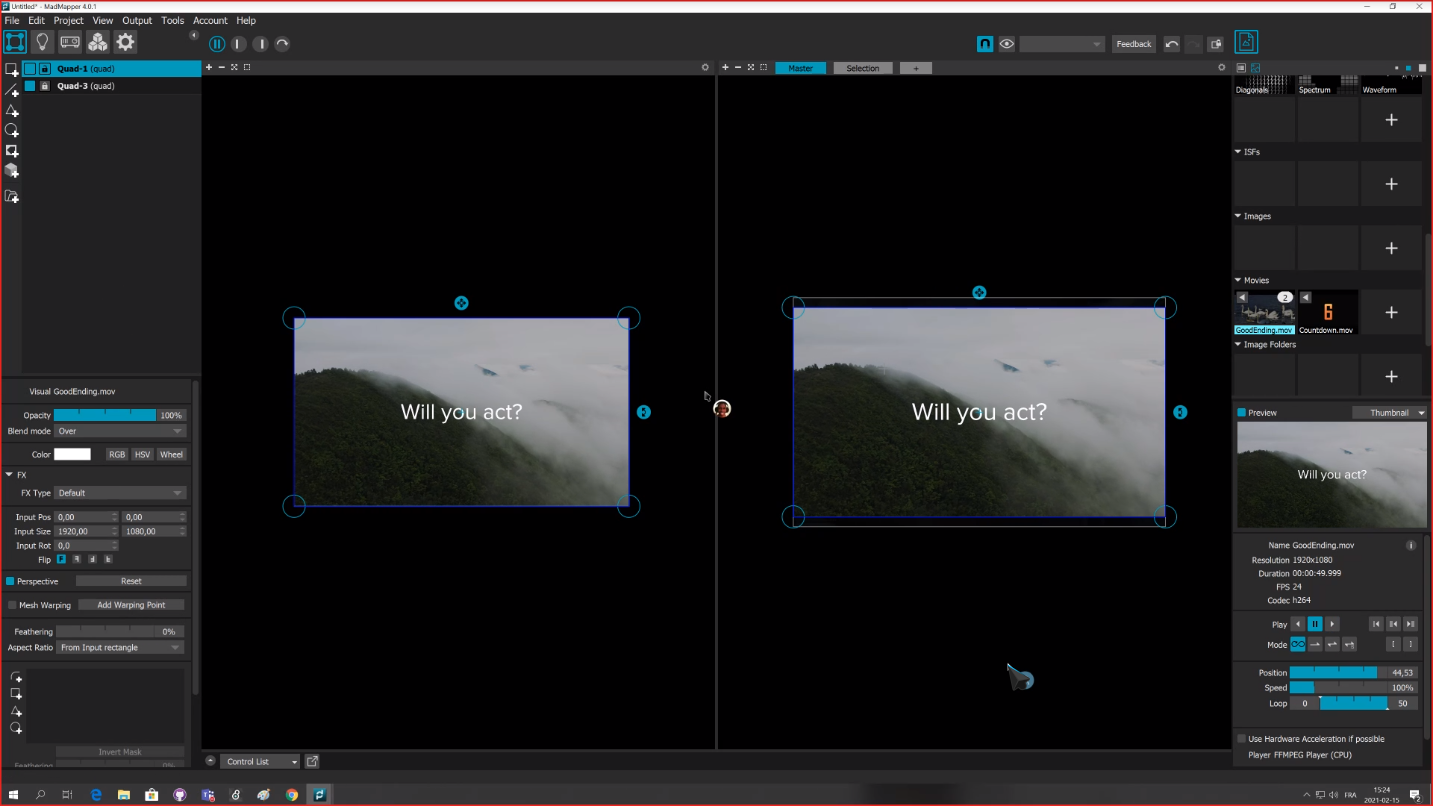 Untitled* - MadMapper 4.0.1
File Edit Project View Output Tools Account Help
Feedback
Quad-1 (quad)
Quad-3 (quad)
Master Selection +
Diagonals Spectrum Waveform
ISFs
Images
Movies
2
6
GoodEnding.mov Countdown.mov
Image Folders
Will you act?
Will you act?
Visual GoodEnding.mov
Opacity 100%
Blend mode Over
Color RGB HSV Wheel
FX
FX Type Default
Input Pos 0,00 0,00
Input Size 1920,00 1080,00
Input Rot 0,0
Flip
Perspective Reset
Mesh Warping Add Warping Point
Feathering 0%
Aspect Ratio From Input rectangle
Invert Mask
Feathering 0%
Control List
Preview Thumbnail
Will you act?
Name GoodEnding.mov
Resolution 1920x1080
Duration 00:00:49.999
FPS 24
Codec h264
Play
Mode
Position 44,53
Speed 100%
Loop 0 50
Use Hardware Acceleration if possible
Player FFMPEG Player (CPU)
FRA
15:24
2021-02-15
2